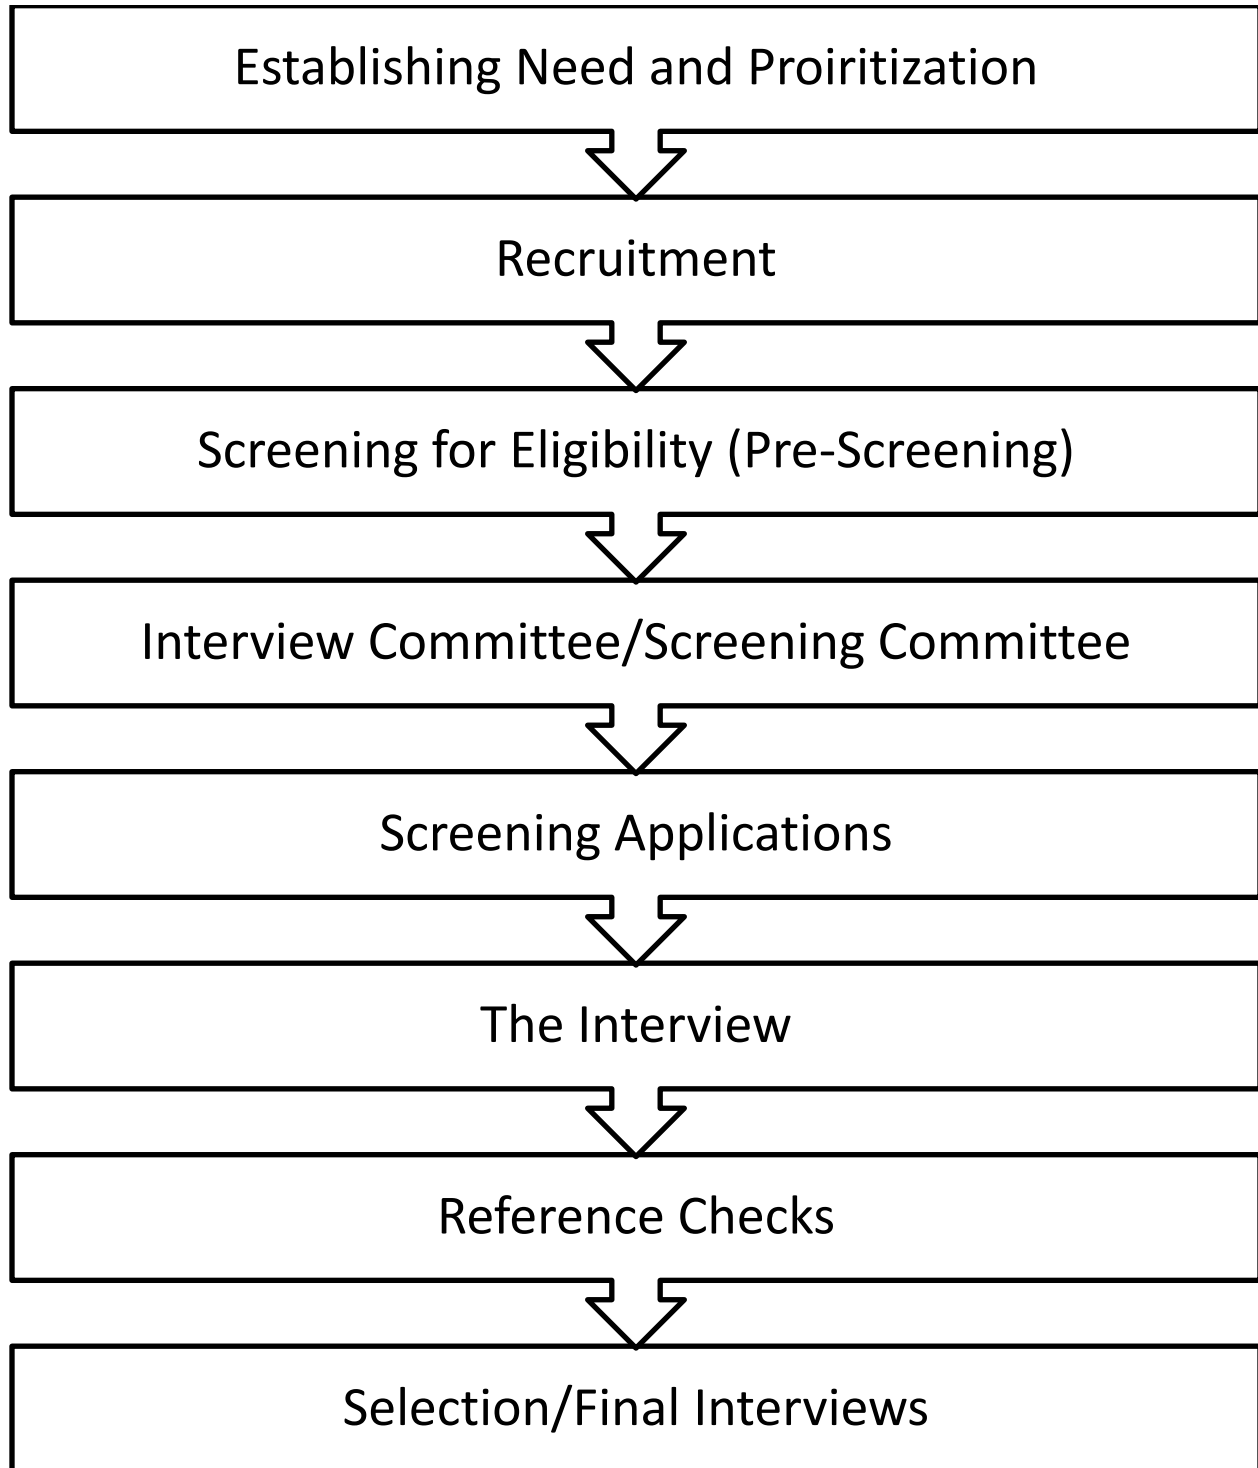 Establishing Need and Proiritization
Recruitment
Screening for Eligibility (Pre-Screening)
Interview Committee/Screening Committee
Screening Applications
The Interview
Reference Checks
Selection/Final Interviews